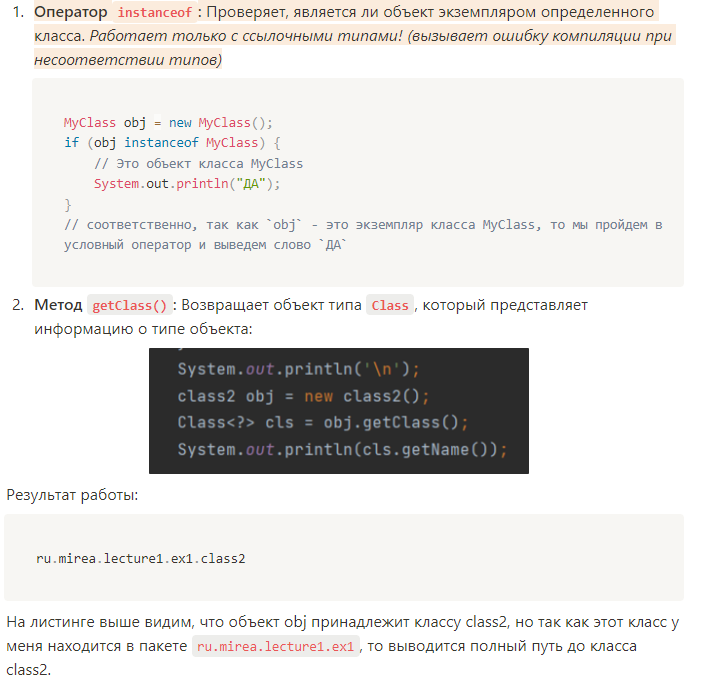 1. Оператор instanceof : Проверяет, является ли объект экземпляром определенного
класса. Работает только с ссылочными типами! (вызывает ошибку компиляции при
несоответствии типов)
MyClass obj = new MyClass();
if (obj instanceof MyClass) {
// Это объект класса MyClass
System.out.println("ДА");
}
// соответственно, так как `obj` - это экземпляр класса MyClass, то мы пройдем в
условный оператор и выведем слово `ДА`
2. Метод getClass() : Возвращает объект типа Class , который представляет
информацию о типе объекта:
System.out.println('\n');
class2 obj = new class2();
Class<?> cls = obj.getClass();
System.out.println(cls.getName());
Результат работы:
ru.mirea.lecture1.ex1.class2
На листинге выше видим, что объект obj принадлежит классу class2, но так как этот класс у
меня находится в пакете ru.mirea.lecture1.ex1 , то выводится полный путь до класса
class2.